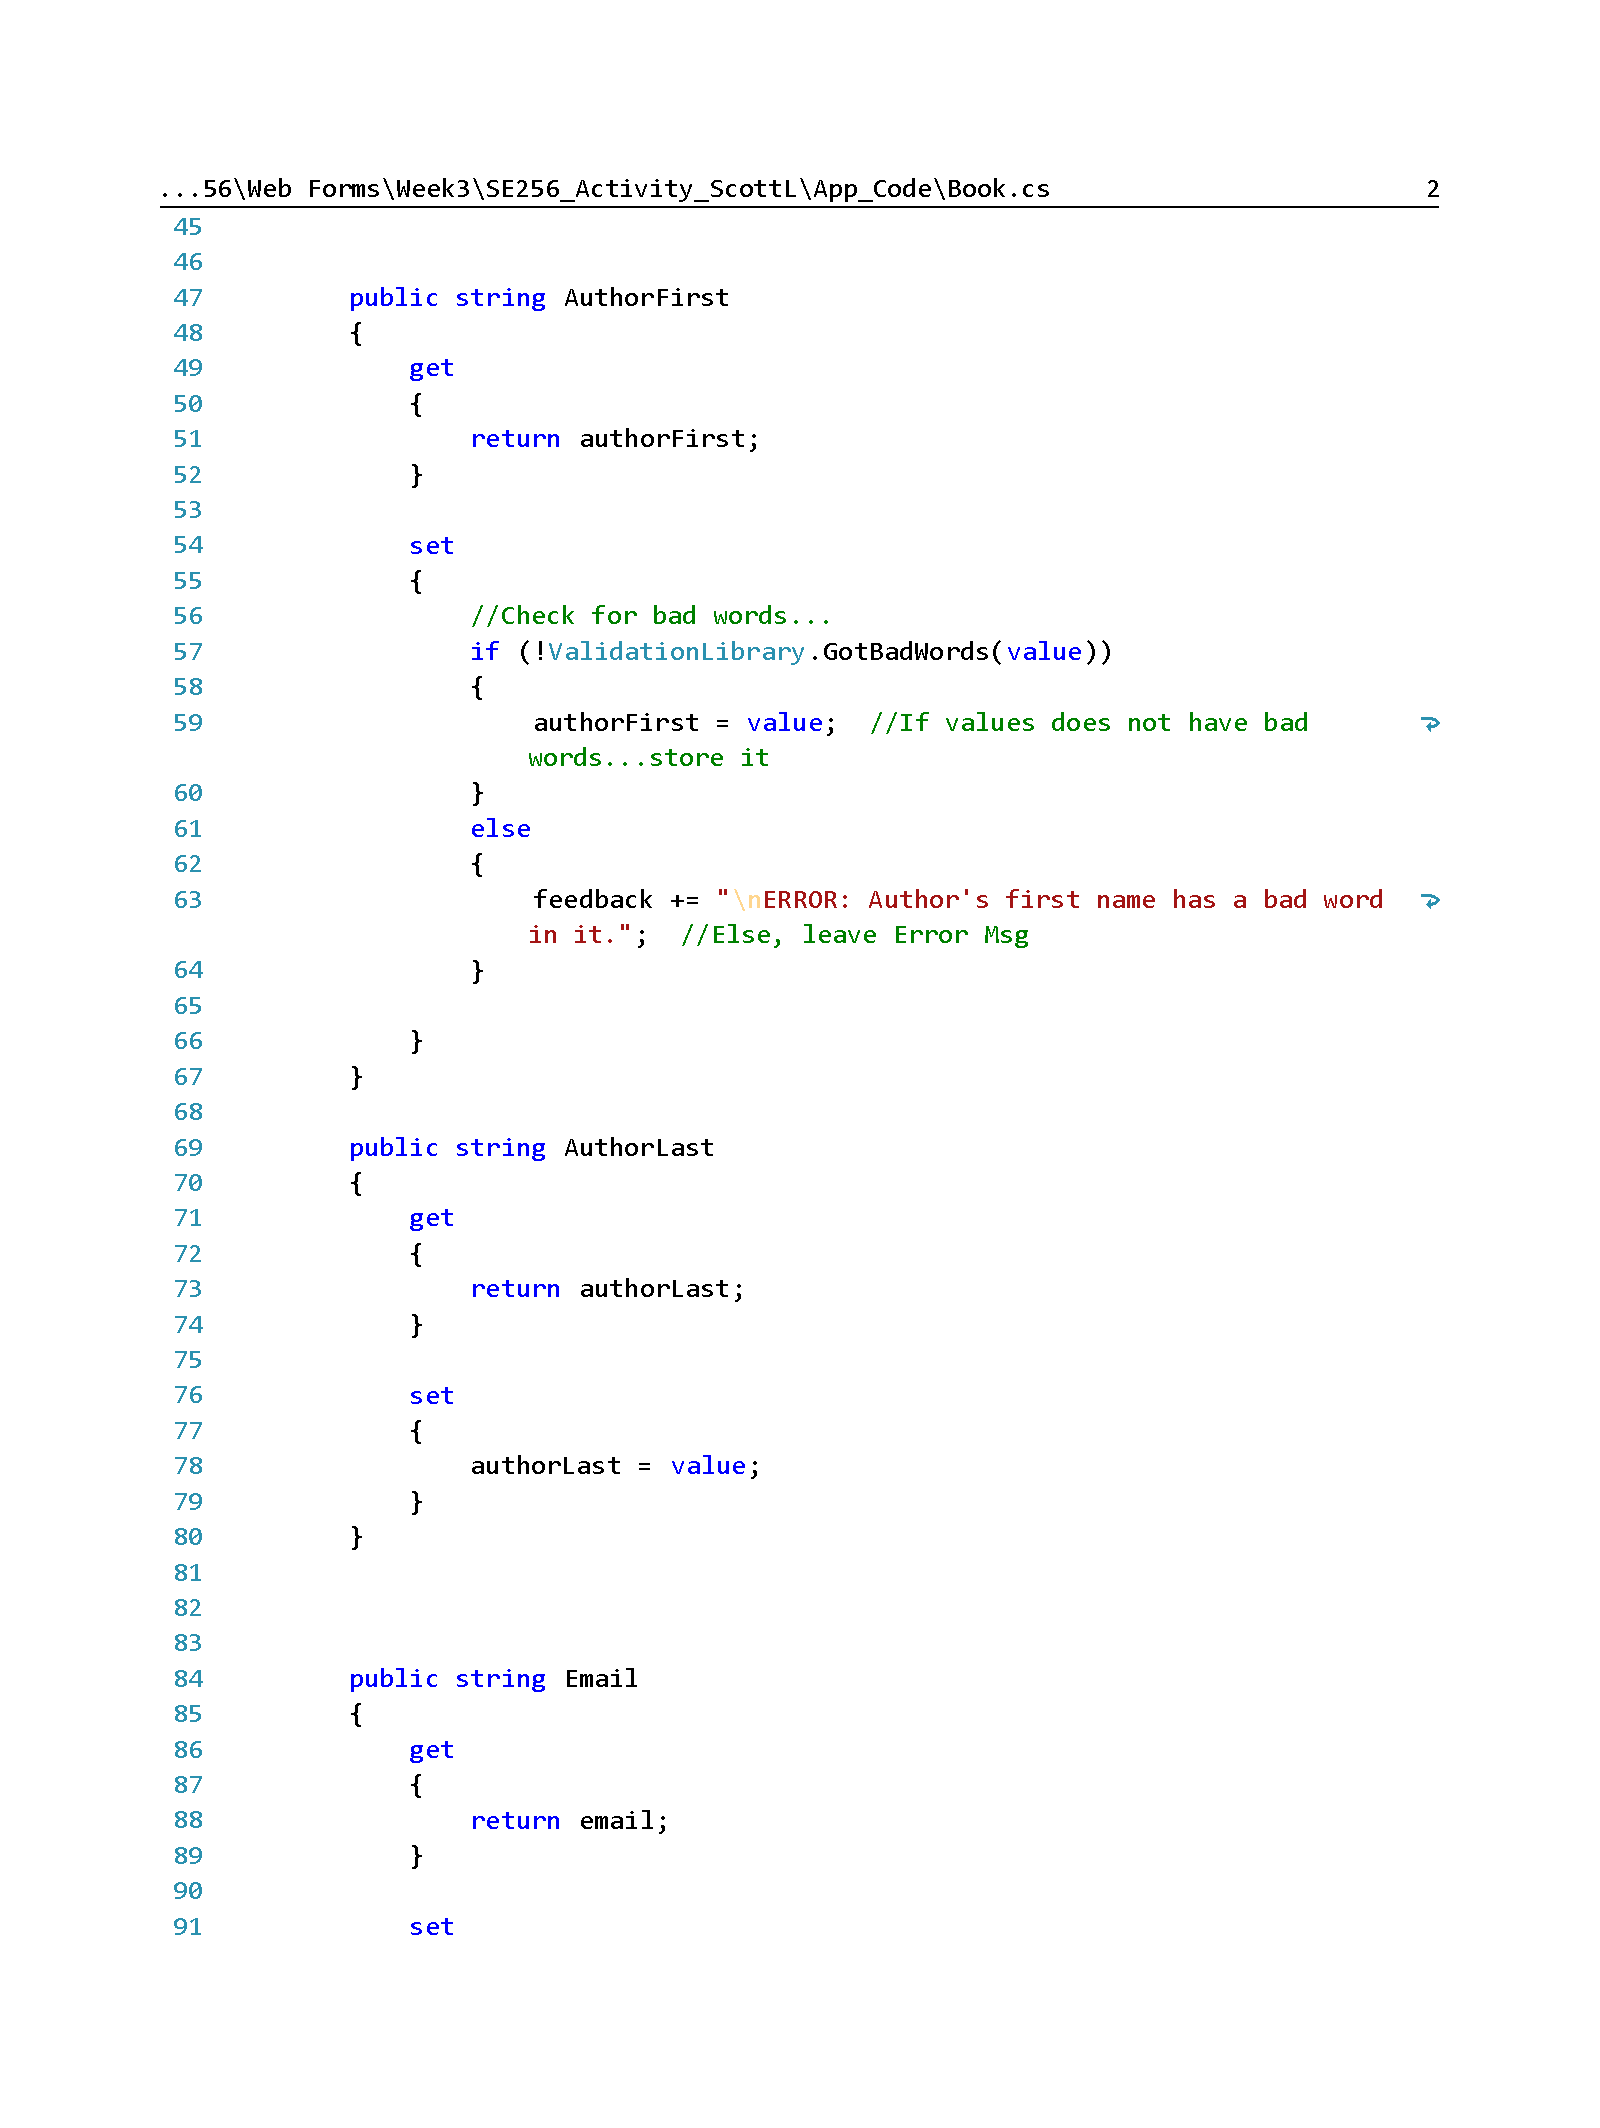 ...56\Web Forms\Week3\SE256_Activity_ScottL\App_Code\Book.cs 2
45
46
47 public string AuthorFirst
48 {
49 get
50 {
51 return authorFirst;
52 }
53
54 set
55 {
56 //Check for bad words...
57 if (!ValidationLibrary.GotBadWords(value))
58 {
59 authorFirst = value;  //If values does not have bad
words...store it
60 }
61 else
62 {
63 feedback += "\nERROR: Author's first name has a bad word
in it.";  //Else, leave Error Msg
64 }
65
66 }
67 }
68
69 public string AuthorLast
70 {
71 get
72 {
73 return authorLast;
74 }
75
76 set
77 {
78 authorLast = value;
79 }
80 }
81
82
83
84 public string Email
85 {
86 get
87 {
88 return email;
89 }
90
91 set